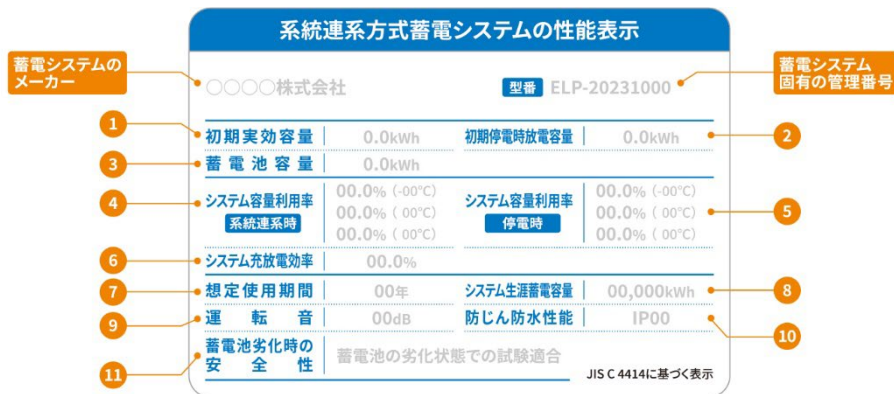 系統連系方式蓄電システムの性能表示
蓄電システムの
メーカー
○○○○株式会社
型番 ELP-20231000
蓄電システム
固有の管理番号
1 初期実効容量 0.0kWh 初期停電時放電容量 0.0kWh 2
3 蓄電池容量 0.0kWh
4 システム容量利用率 系統連系時
00.0% (-00℃)
00.0% ( 00℃)
00.0% ( 00℃)
システム容量利用率 停電時 5
00.0% (-00℃)
00.0% ( 00℃)
00.0% ( 00℃)
6 システム充放電効率 00.0%
7 想定使用期間 00年 システム生涯蓄電容量 00,000kWh 8
9 運転音 00dB 防じん防水性能 IP00 10
11 蓄電池劣化時の
安全性
蓄電池の劣化状態での試験適合
JIS C 4414に基づく表示